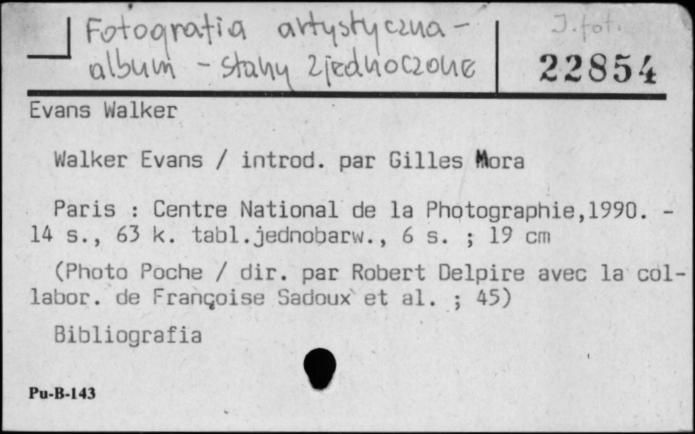 Fotografia artystyczna -
album - Stany Zjednoczone
J. fot.
22854
Evans Walker
Walker Evans / introd. par Gilles Mora
Paris : Centre National de la Photographie,1990. -
14 s., 63 k. tabl.jednobarw., 6 s. ; 19 cm
(Photo Poche / dir. par Robert Delpire avec la col-
labor. de Françoise Sadoux et al. ; 45)
Bibliografia
Pu-B-143